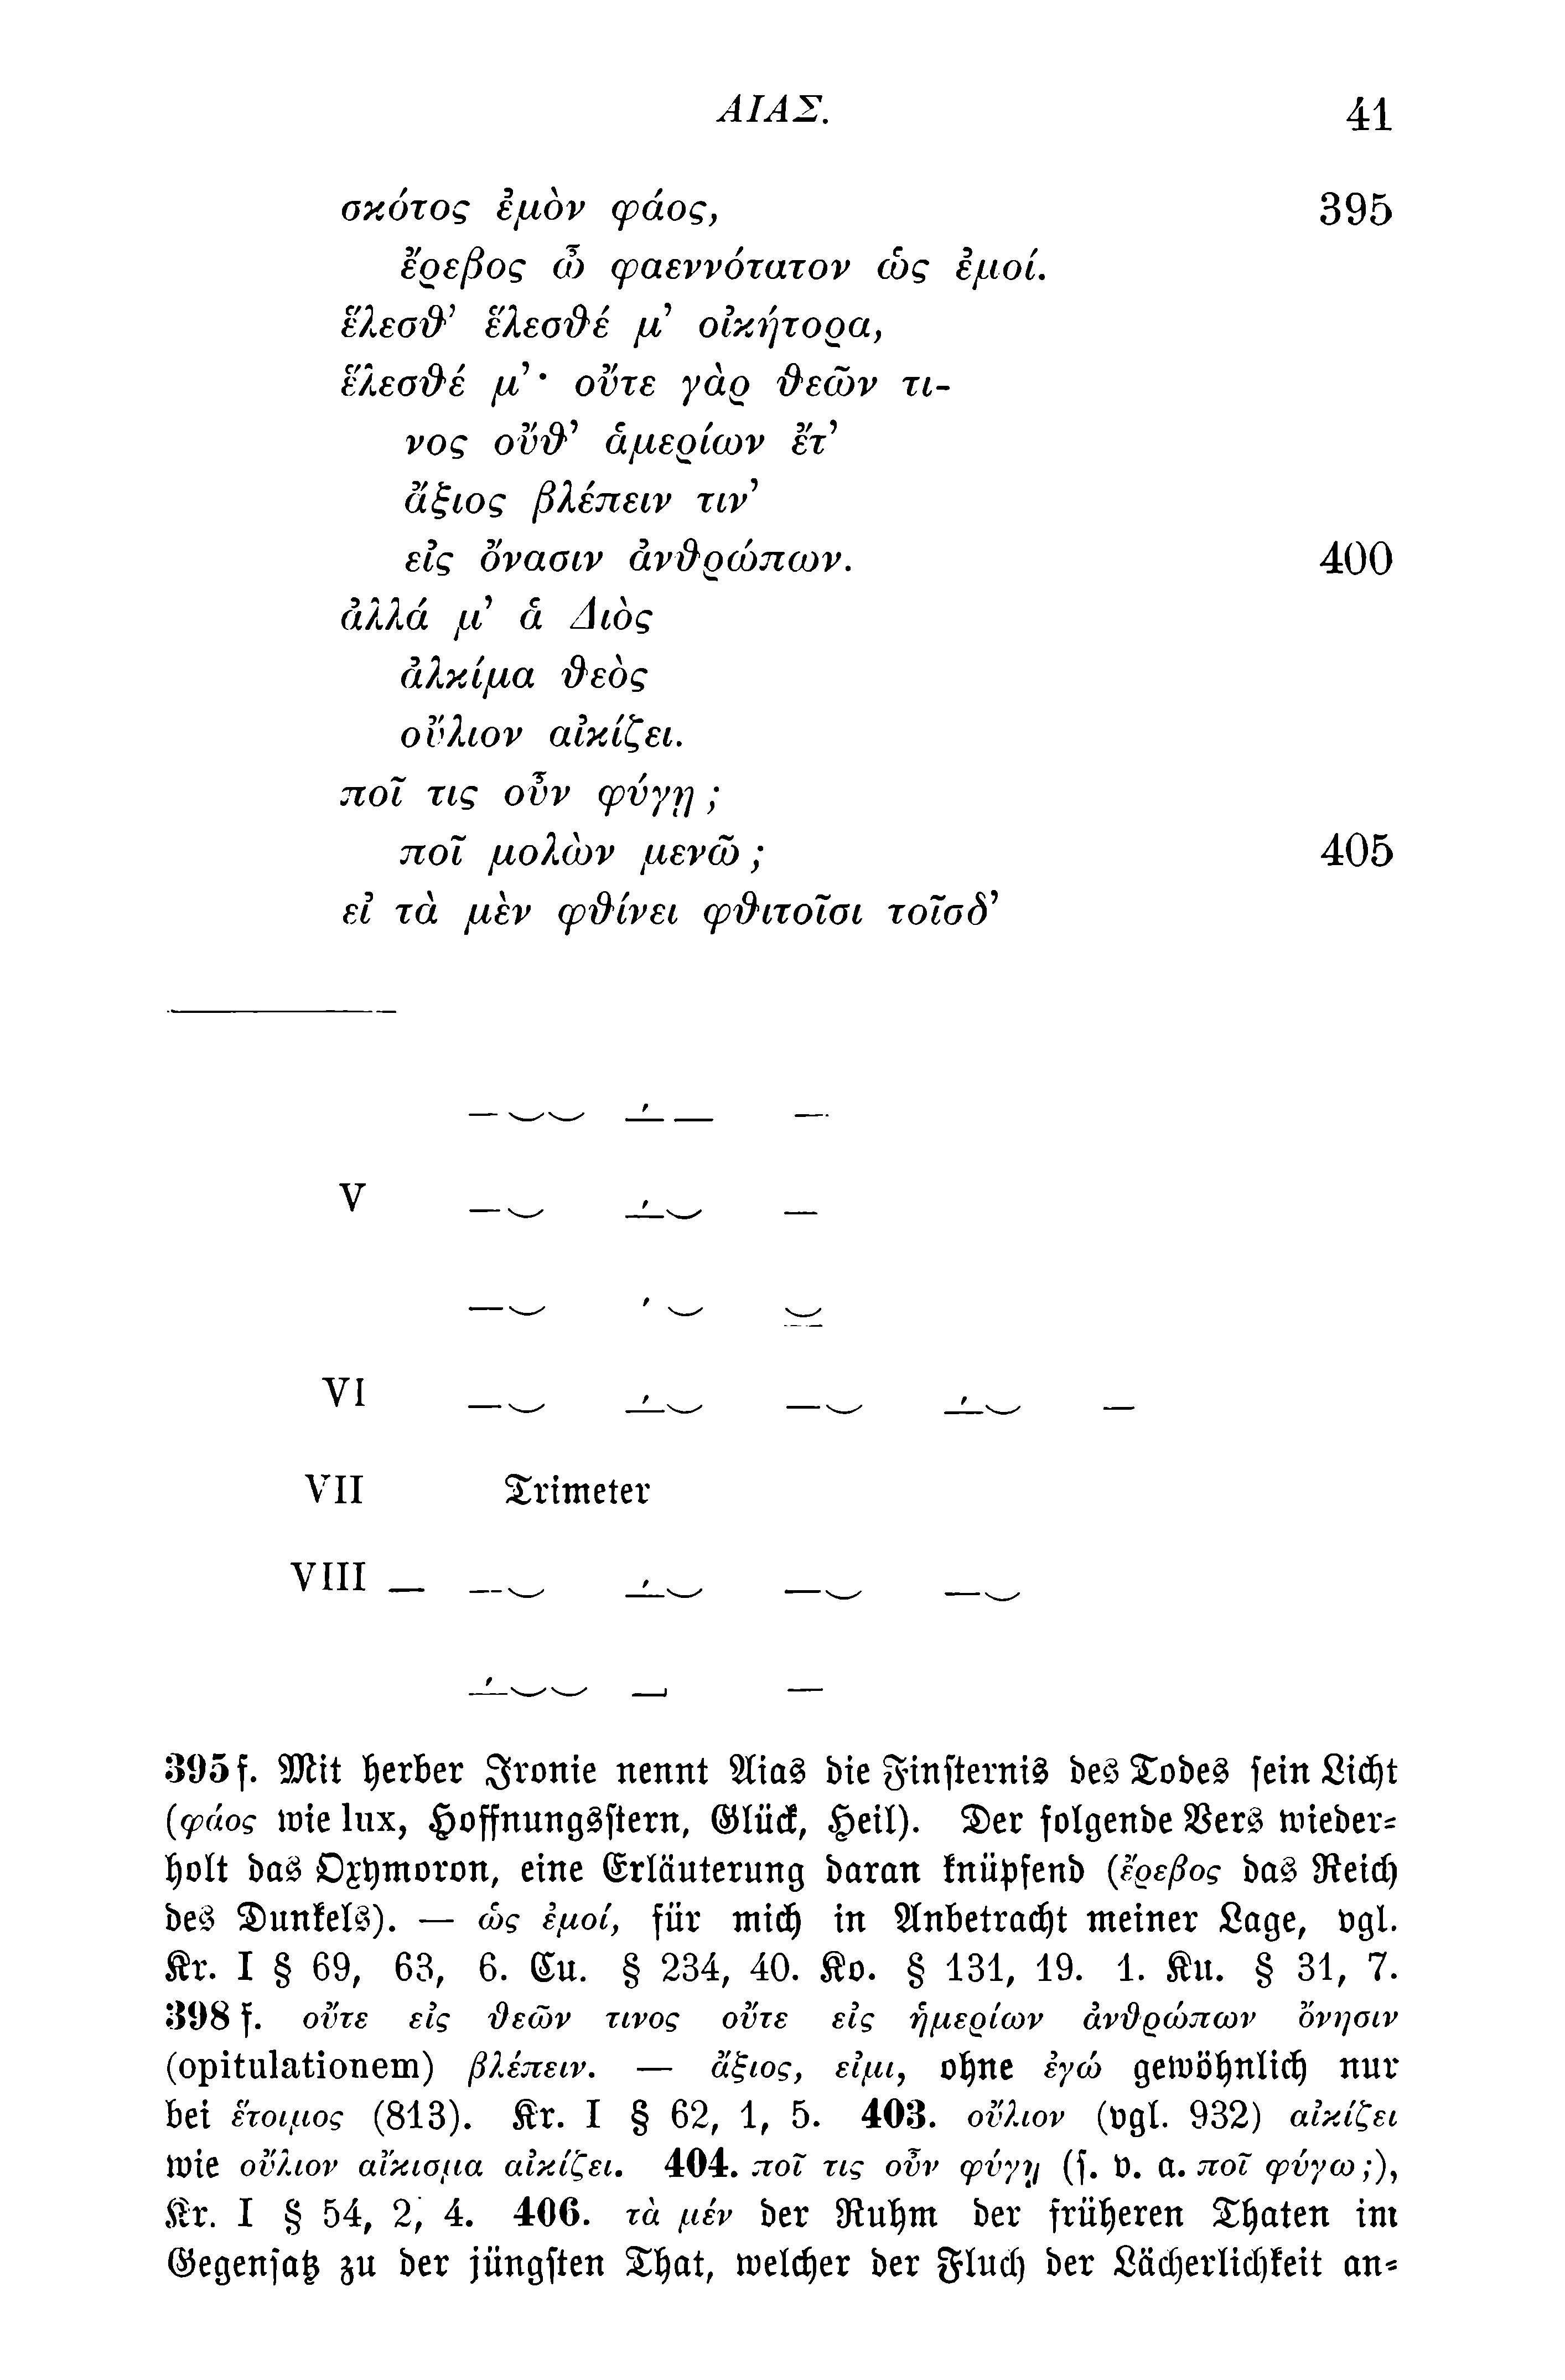 ΑΙΑΣ. 41
σκότος ἐμὸν φάος, 395
ἔρεβος ὦ φαεννότατον ὡς ἐμοί.
ἕλεσθ’ ἕλεσθέ μ’ οἰκήτορα,
ἕλεσθέ μ’· οὔτε γὰρ θεῶν τι-
νος οὔθ’ ἁμερίων ἔτ’
ἄξιος βλέπειν τιν’
εἰς ὄνασιν ἀνθρώπων. 400
ἀλλά μ’ ἁ Διὸς
ἀλκίμα θεὸς
οὔλιον αἰκίζει.
ποῖ τις οὖν φύγῃ;
ποῖ μολὼν μενῶ; 405
εἰ τὰ μὲν φθίνει φθιτοῖσι τοῖσδ’
– ⏑⏑ –́ – –
V – ⏑ –́ ⏑ –
– ⏑ ́ ⏑ ⏓
VI – ⏑ –́ ⏑ – ⏑ –́ ⏑ –
VII Trimeter
VIII – – ⏑ –́ ⏑ – ⏑ – ⏑
–́ ⏑⏑ – –
395 f. Mit herber Ironie nennt Aias die Finsternis des Todes sein Licht
(φάος wie lux, Hoffnungsstern, Glück, Heil). Der folgende Vers wieder-
holt das Oxymoron, eine Erläuterung daran knüpfend (ἔρεβος das Reich
des Dunkels). — ὡς ἐμοί, für mich in Anbetracht meiner Lage, vgl.
Kr. I § 69, 63, 6. Cu. § 234, 40. Ko. § 131, 19. 1. Ku. § 31, 7.
398 f. οὔτε εἰς θεῶν τινος οὔτε εἰς ἡμερίων ἀνθρώπων ὄνησιν
(opitulationem) βλέπειν. — ἄξιος, εἰμι, ohne ἐγώ gewöhnlich nur
bei ἕτοιμος (813). Kr. I § 62, 1, 5. 403. οὔλιον (vgl. 932) αἰκίζει
wie οὔλιον αἴκισμα αἰκίζει. 404. ποῖ τις οὖν φύγῃ (s. v. a. ποῖ φύγω;),
Kr. I § 54, 2, 4. 406. τὰ μέν der Ruhm der früheren Thaten im
Gegensatz zu der jüngsten That, welcher der Fluch der Lächerlichkeit an-